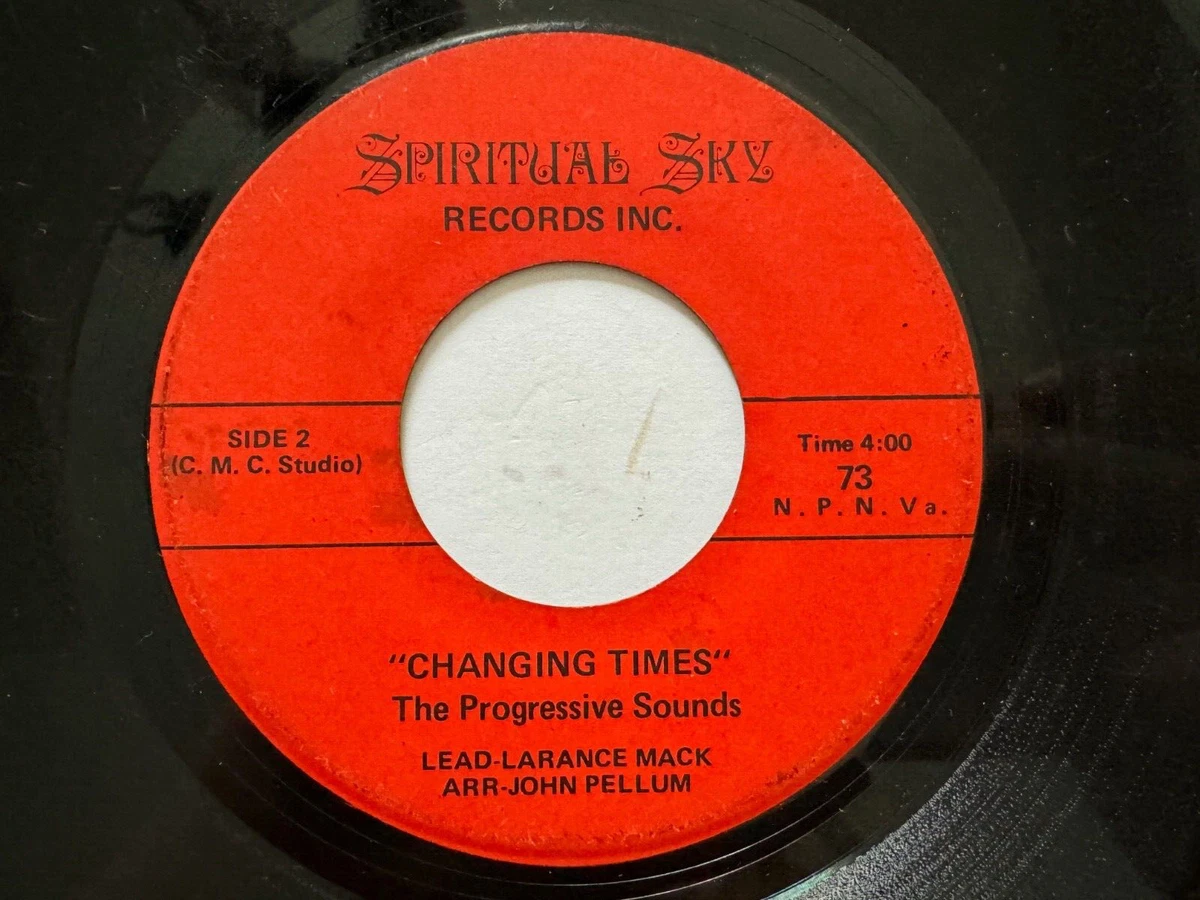 SPIRITUAL SKY
RECORDS INC.
SIDE 2
(C. M. C. Studio)
Time 4:00
73
N. P. N. Va.
"CHANGING TIMES"
The Progressive Sounds
LEAD-LARANCE MACK
ARR-JOHN PELLUM